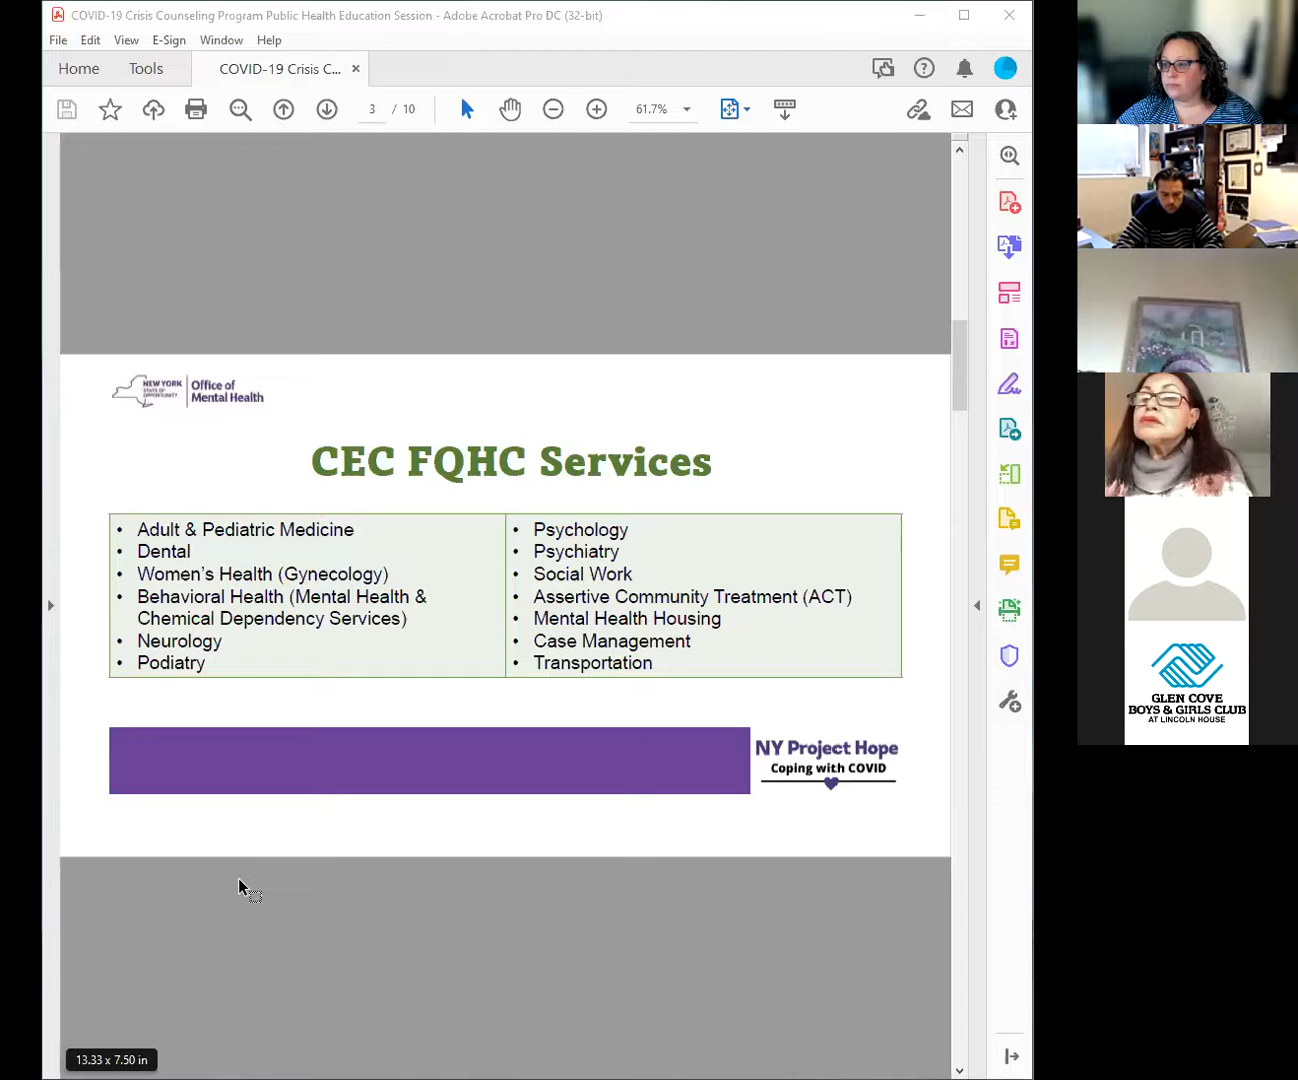 COVID-19 Crisis Counseling Program Public Health Education Session - Adobe Acrobat Pro DC (32-bit)
File Edit View E-Sign Window Help
Home Tools COVID-19 Crisis C...
3 / 10 61.7%
NEW YORK
STATE OF
OPPORTUNITY
Office of
Mental Health
CEC FQHC Services
• Adult & Pediatric Medicine
• Dental
• Women's Health (Gynecology)
• Behavioral Health (Mental Health &
Chemical Dependency Services)
• Neurology
• Podiatry
• Psychology
• Psychiatry
• Social Work
• Assertive Community Treatment (ACT)
• Mental Health Housing
• Case Management
• Transportation
NY Project Hope
Coping with COVID
13.33 x 7.50 in
GLEN COVE
BOYS & GIRLS CLUB
AT LINCOLN HOUSE